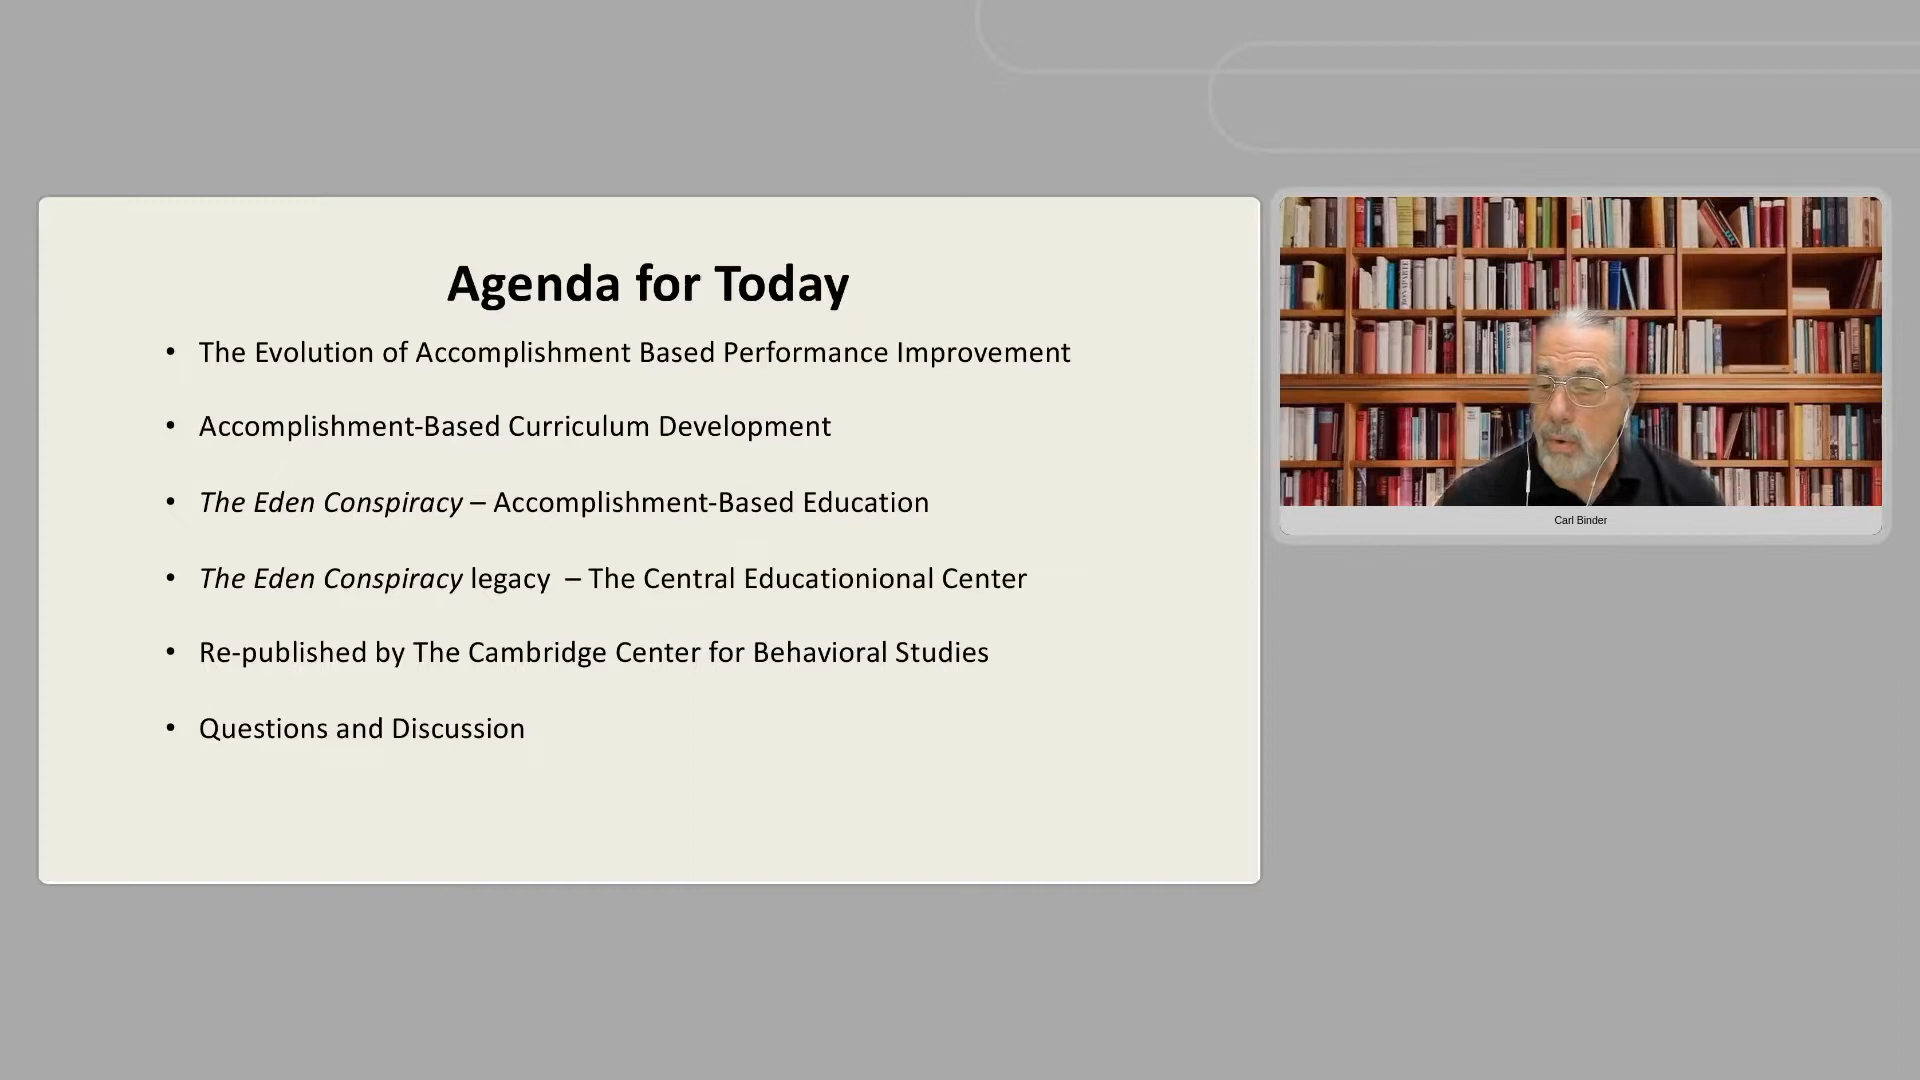 Agenda for Today
• The Evolution of Accomplishment Based Performance Improvement
• Accomplishment-Based Curriculum Development
• The Eden Conspiracy – Accomplishment-Based Education
• The Eden Conspiracy legacy – The Central Educationional Center
• Re-published by The Cambridge Center for Behavioral Studies
• Questions and Discussion
Carl Binder